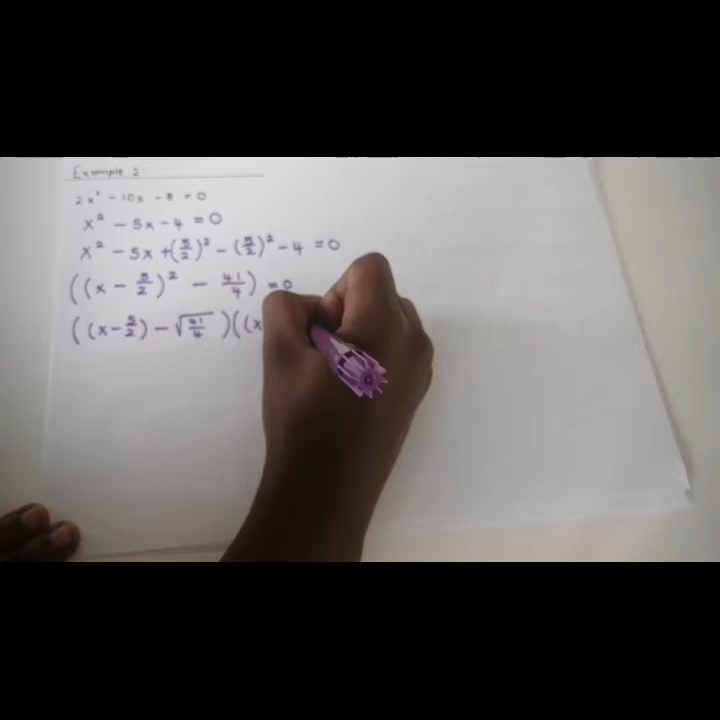 Example 2
2x² - 10x - 8 = 0
x² - 5x - 4 = 0
x² - 5x + (5/2)² - (5/2)² - 4 = 0
((x - 5/2)² - 41/4) = 0
((x - 5/2) - √41/4)((x